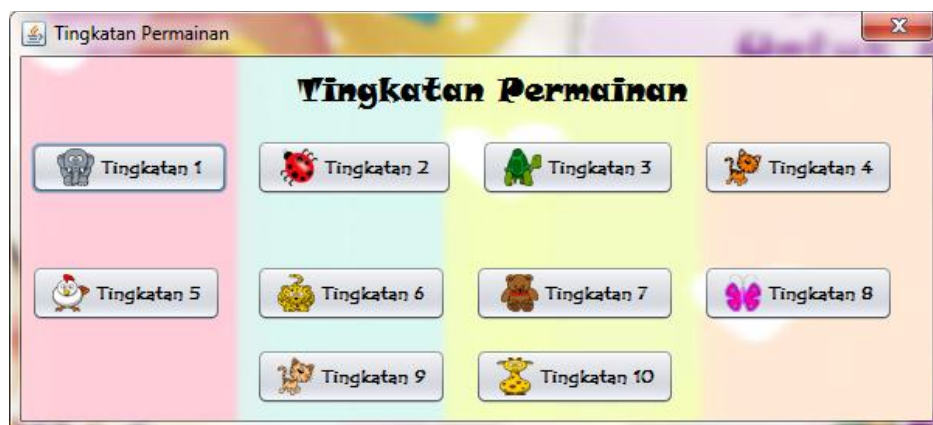 Tingkatan Permainan
Tingkatan Permainan
Tingkatan 1
Tingkatan 2
Tingkatan 3
Tingkatan 4
Tingkatan 5
Tingkatan 6
Tingkatan 7
Tingkatan 8
Tingkatan 9
Tingkatan 10